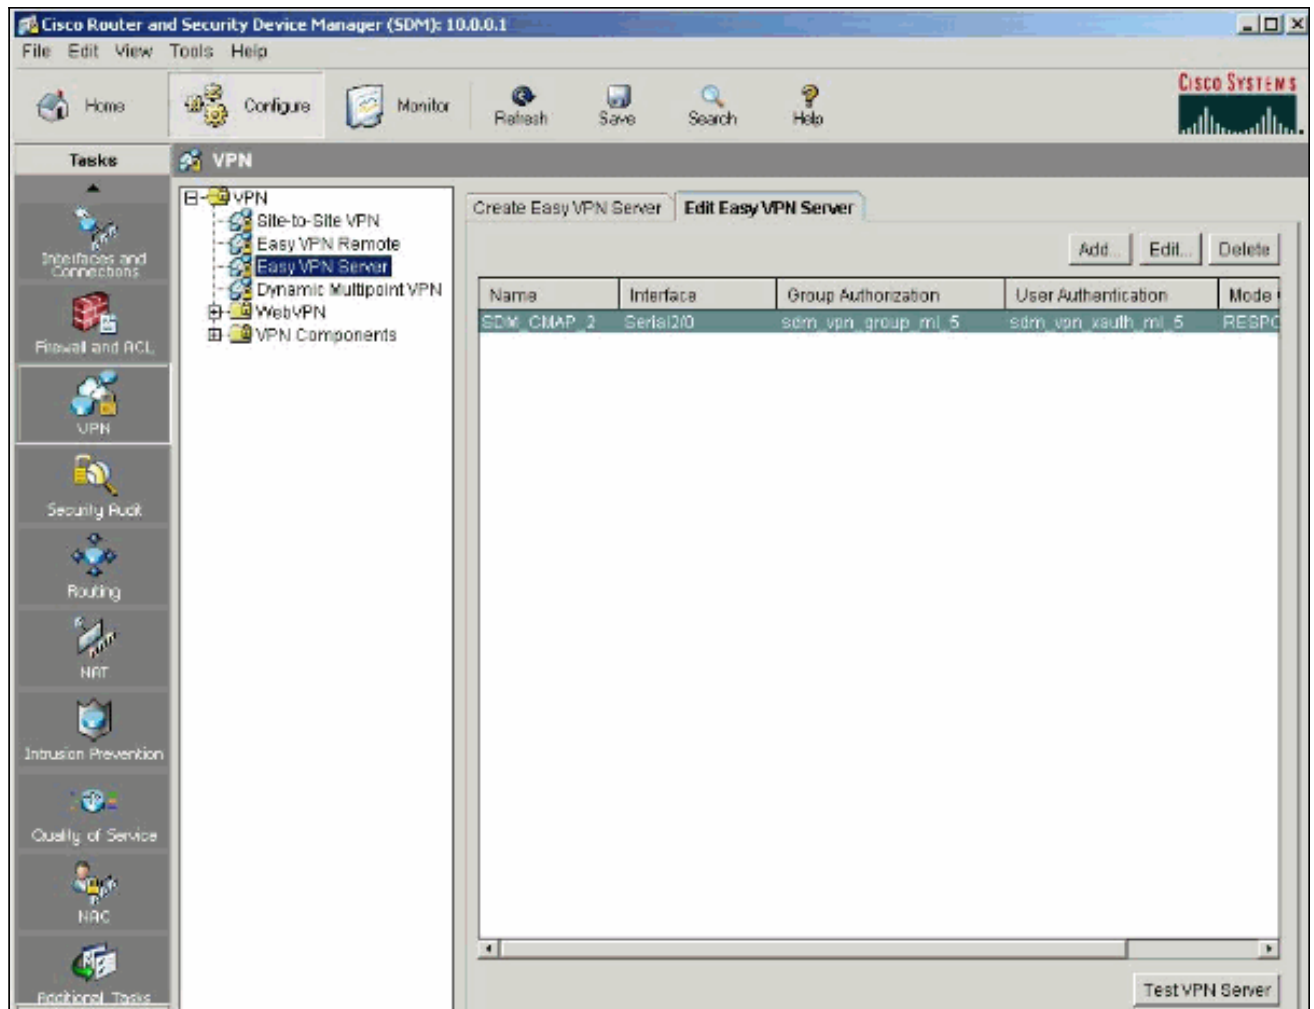 Cisco Router and Security Device Manager (SDM): 10.0.0.1
File Edit View Tools Help
Home Configure Monitor Refresh Save Search Help
CISCO SYSTEMS
Tasks
VPN
Interfaces and
Connections
Firewall and ACL
VPN
Security Audit
Routing
NAT
Intrusion Prevention
Quality of Service
NAC
Additional Tasks
VPN
Site-to-Site VPN
Easy VPN Remote
Easy VPN Server
Dynamic Multipoint VPN
WebVPN
VPN Components
Create Easy VPN Server Edit Easy VPN Server
Add... Edit... Delete
Name Interface Group Authorization User Authentication Mode
SDM_CMAP_2 Serial2/0 sdm_vpn_group_ml_5 sdm_vpn_xauth_ml_5 RESPO
Test VPN Server